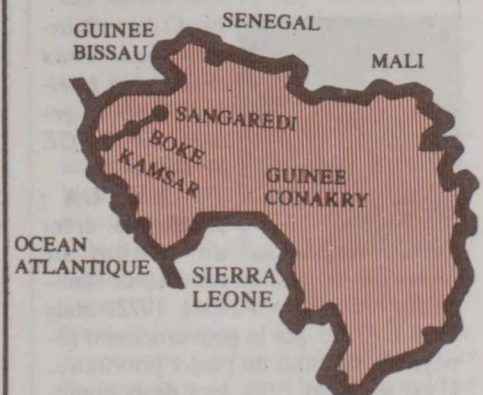 SENEGAL
GUINEE
BISSAU
MALI
SANGAREDI
BOKE
KAMSAR
GUINEE
CONAKRY
OCEAN
ATLANTIQUE
SIERRA
LEONE